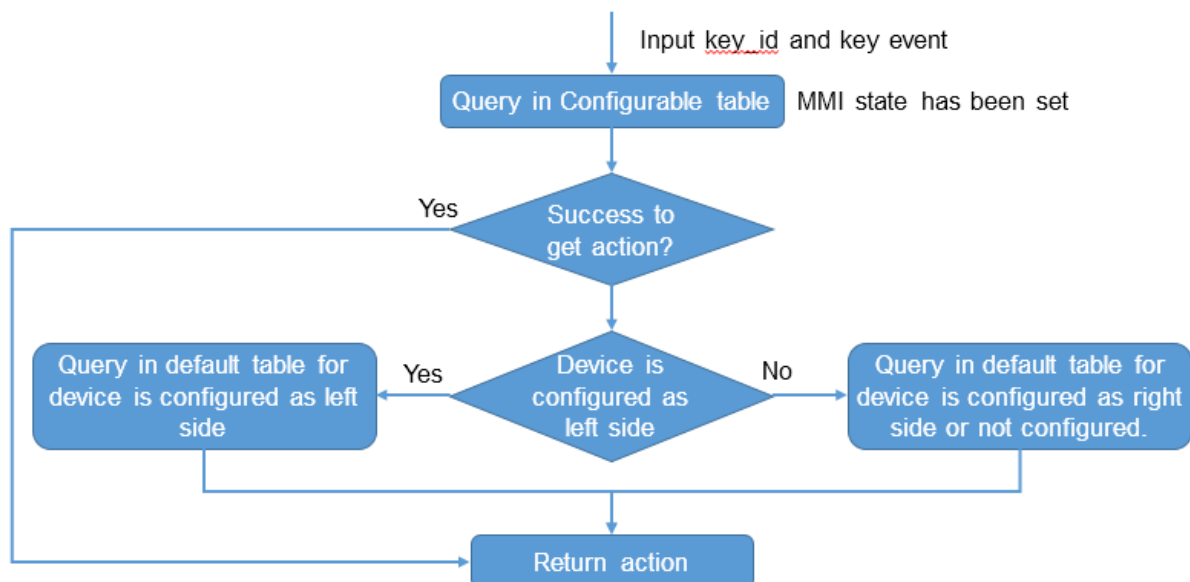 Input key_id and key event
Query in Configurable table
MMI state has been set
Yes
Success to
get action?
Query in default table for
device is configured as left
side
Yes
Device is
configured as
left side
No
Query in default table for
device is configured as right
side or not configured.
Return action